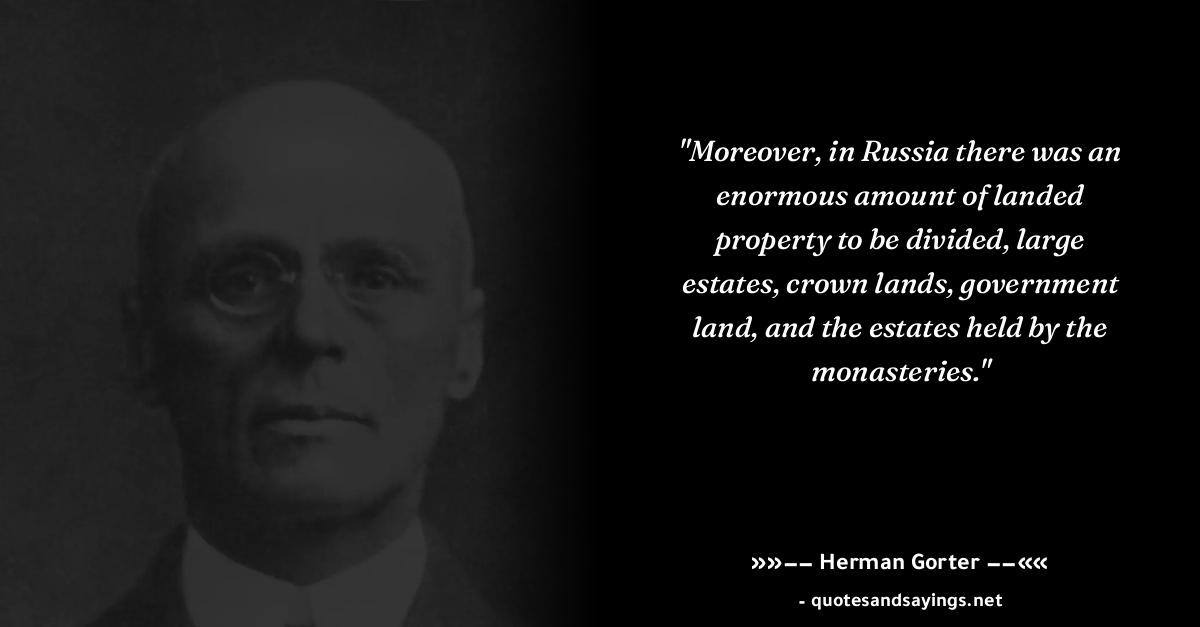 "Moreover, in Russia there was an
enormous amount of landed
property to be divided, large
estates, crown lands, government
land, and the estates held by the
monasteries."
»»–– Herman Gorter ––««
- quotesandsayings.net